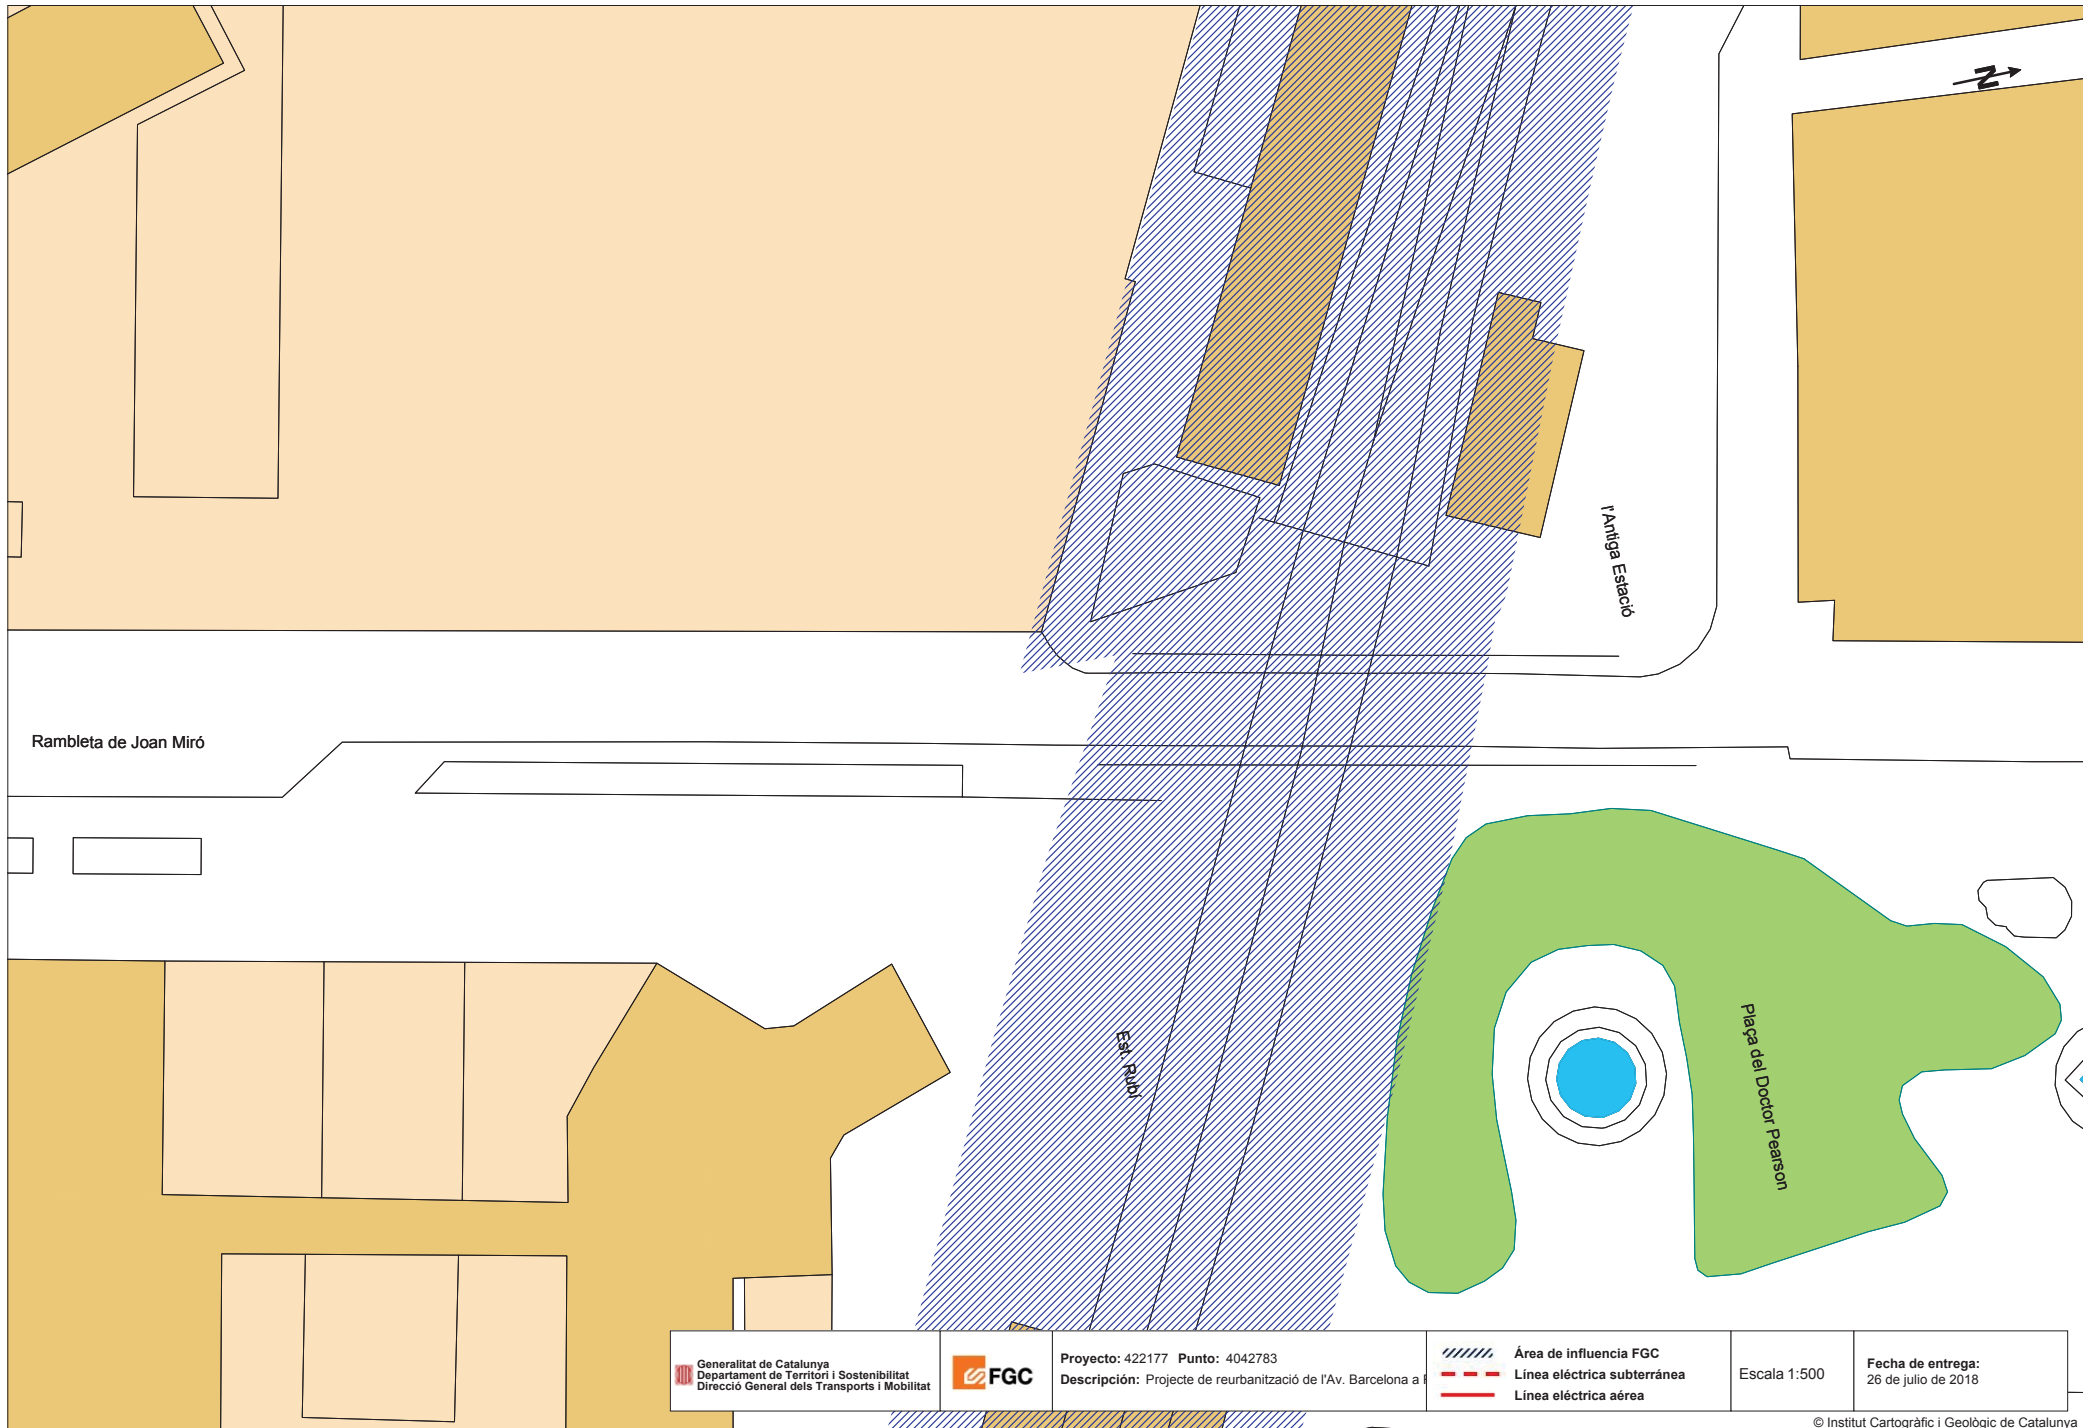 N
l'Antiga Estació
Rambleta de Joan Miró
Est. Rubí
Plaça del Doctor Pearson
Generalitat de Catalunya
Departament de Territori i Sostenibilitat
Direcció General dels Transports i Mobilitat
FGC
Proyecto: 422177 Punto: 4042783
Descripción: Projecte de reurbanització de l'Av. Barcelona a
Área de influencia FGC
Línea eléctrica subterránea
Línea eléctrica aérea
Escala 1:500
Fecha de entrega:
26 de julio de 2018
© Institut Cartogràfic i Geològic de Catalunya